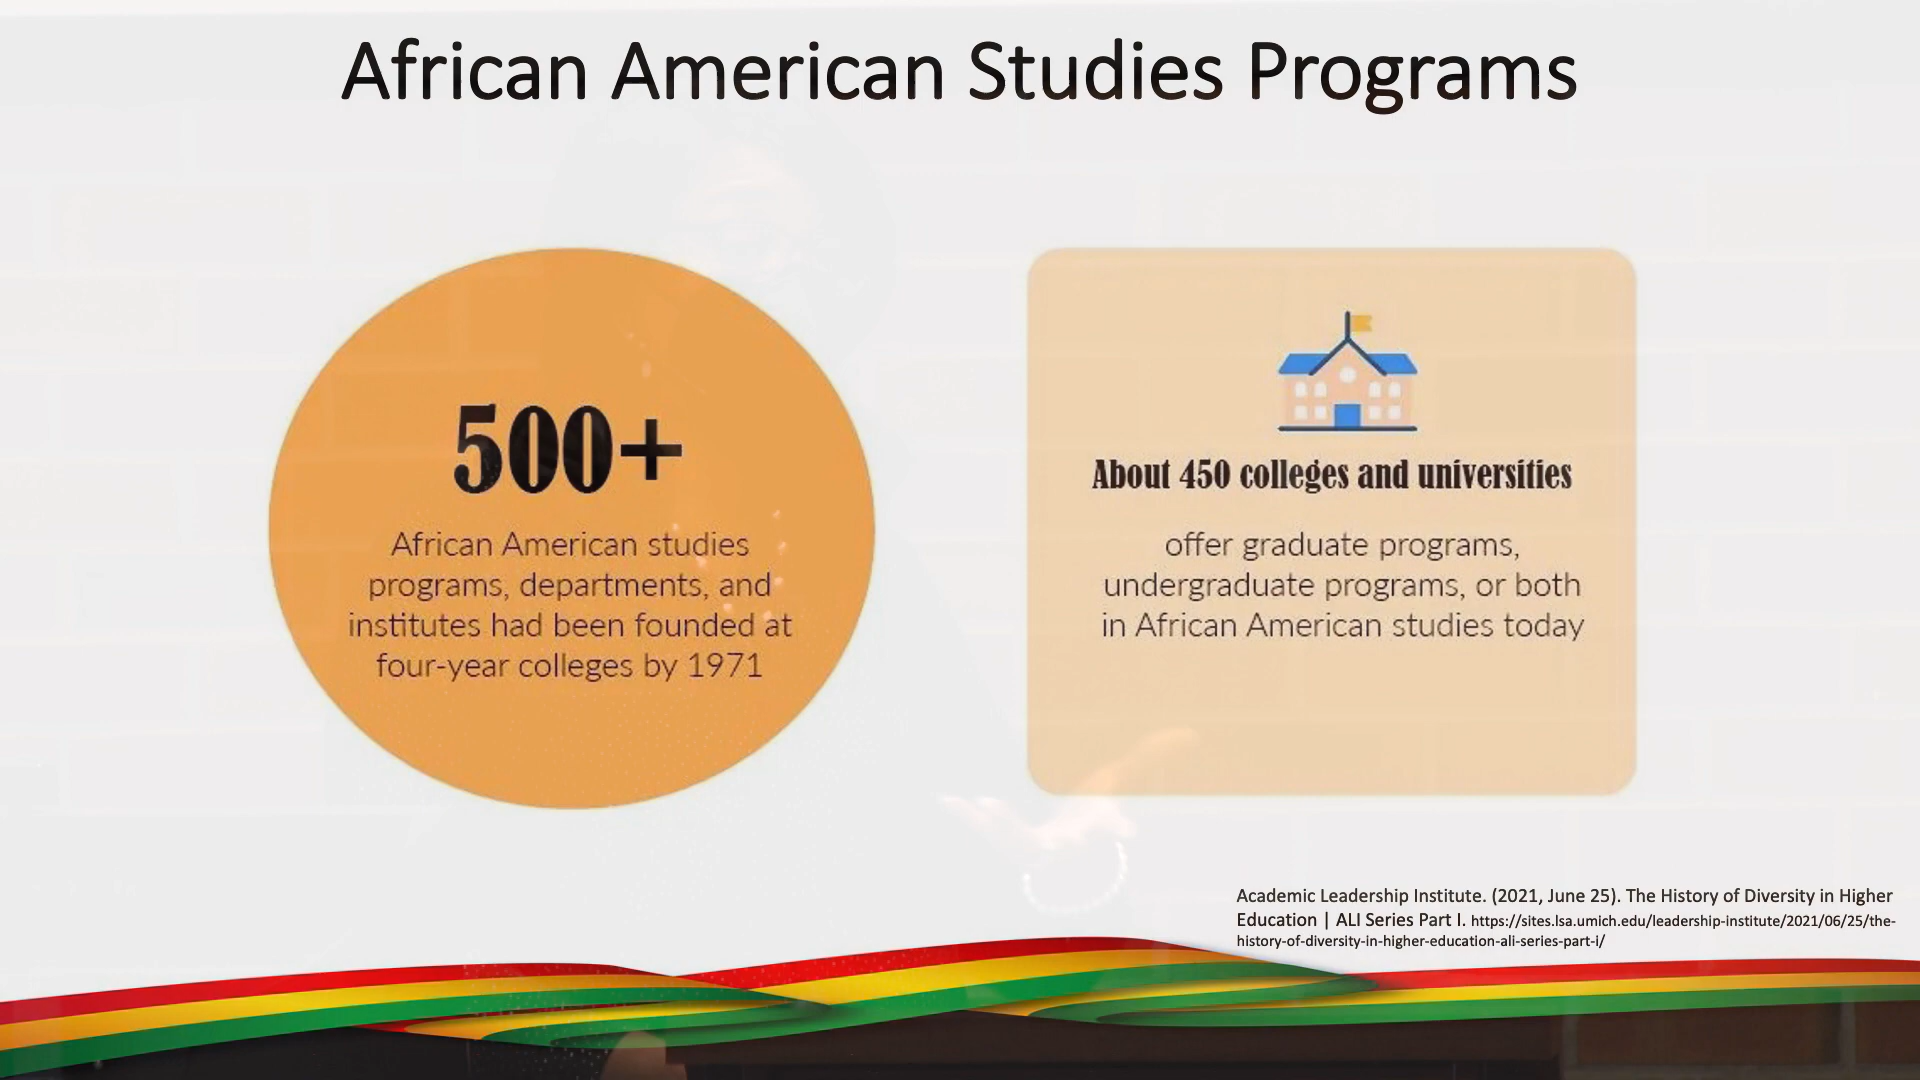 African American Studies Programs
500+
African American studies
programs, departments, and
institutes had been founded at
four-year colleges by 1971
About 450 colleges and universities
offer graduate programs,
undergraduate programs, or both
in African American studies today
Academic Leadership Institute. (2021, June 25). The History of Diversity in Higher
Education | ALI Series Part I. https://sites.lsa.umich.edu/leadership-institute/2021/06/25/the-
history-of-diversity-in-higher-education-ali-series-part-i/